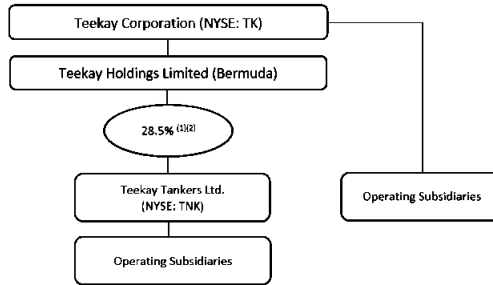 Teekay Corporation (NYSE: TK)
Teekay Holdings Limited (Bermuda)
28.5% (1)(2)
Teekay Tankers Ltd.
(NYSE: TNK)
Operating Subsidiaries
Operating Subsidiaries